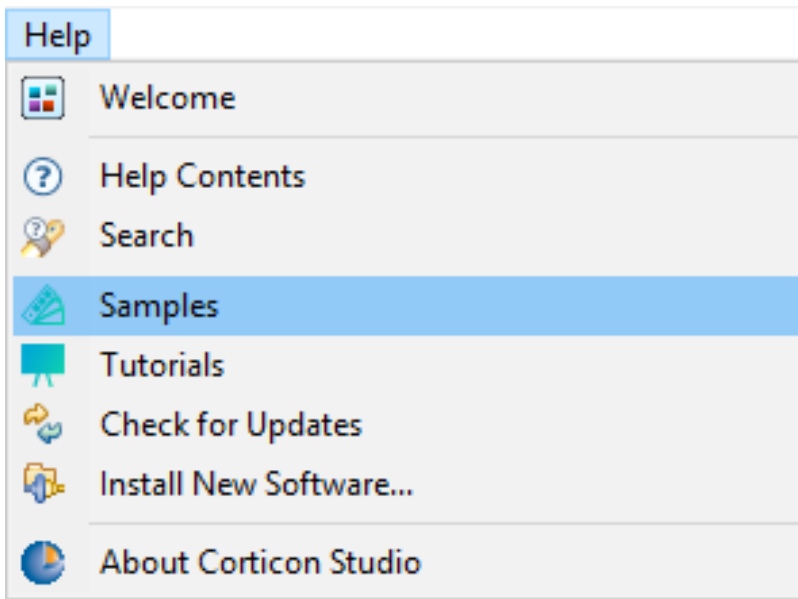 Help
Welcome
Help Contents
Search
Samples
Tutorials
Check for Updates
Install New Software...
About Corticon Studio